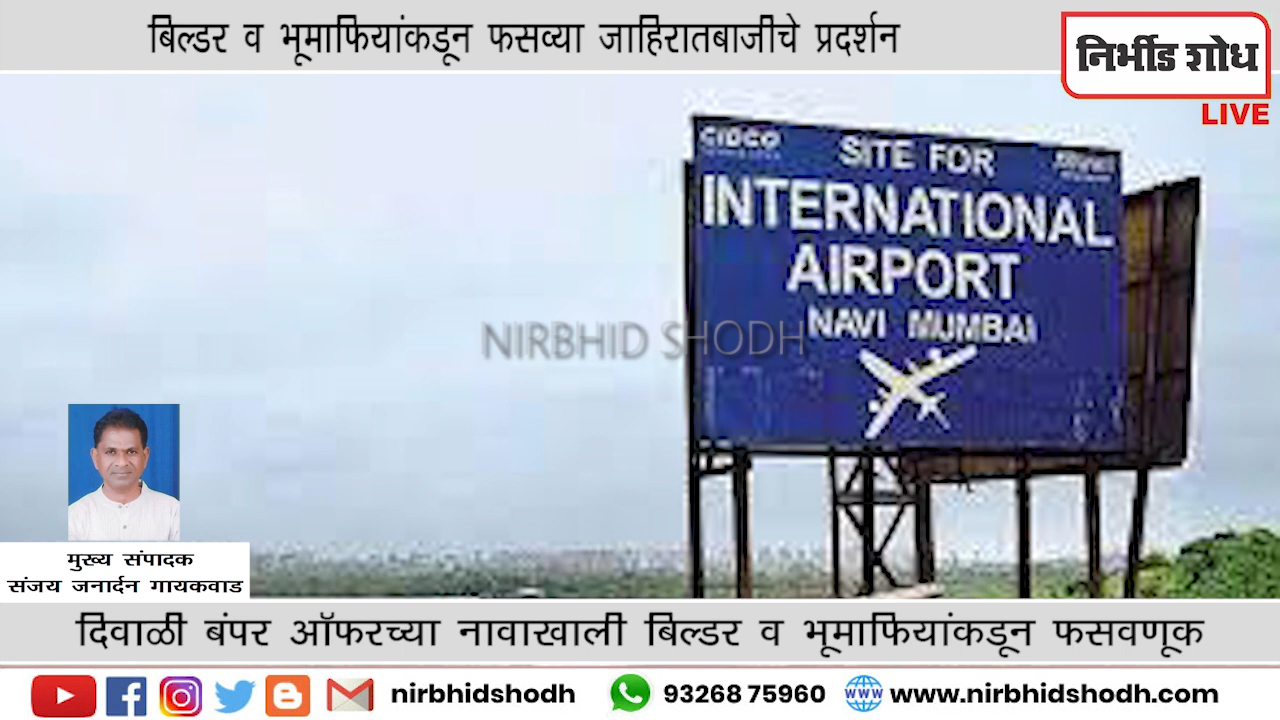 बिल्डर व भूमाफियांकडून फसव्या जाहिरातबाजीचे प्रदर्शन
निर्भीड शोध
LIVE
CIDCO
SITE FOR
INTERNATIONAL
AIRPORT
NAVI MUMBAI
NIRBHID SHODH
मुख्य संपादक
संजय जनार्दन गायकवाड
दिवाळी बंपर ऑफरच्या नावाखाली बिल्डर व भूमाफियांकडून फसवणूक
nirbhidshodh 93268 75960 www.nirbhidshodh.com